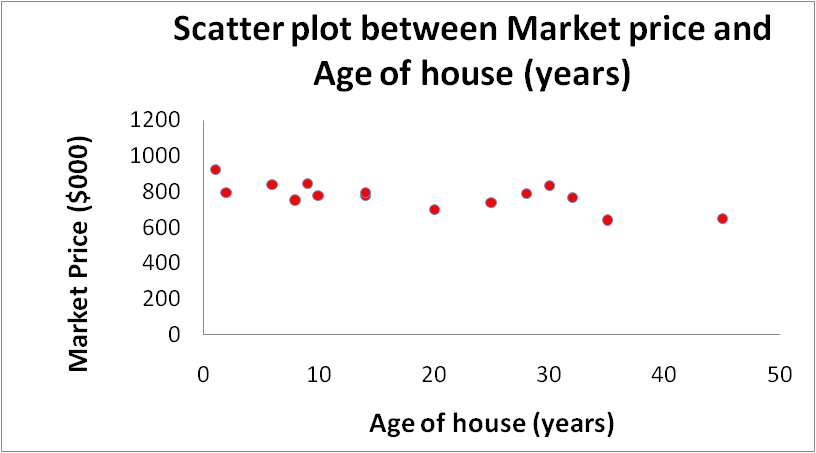 Scatter plot between Market price and
Age of house (years)
Market Price ($000)
1200
1000
800
600
400
200
0
0 10 20 30 40 50
Age of house (years)